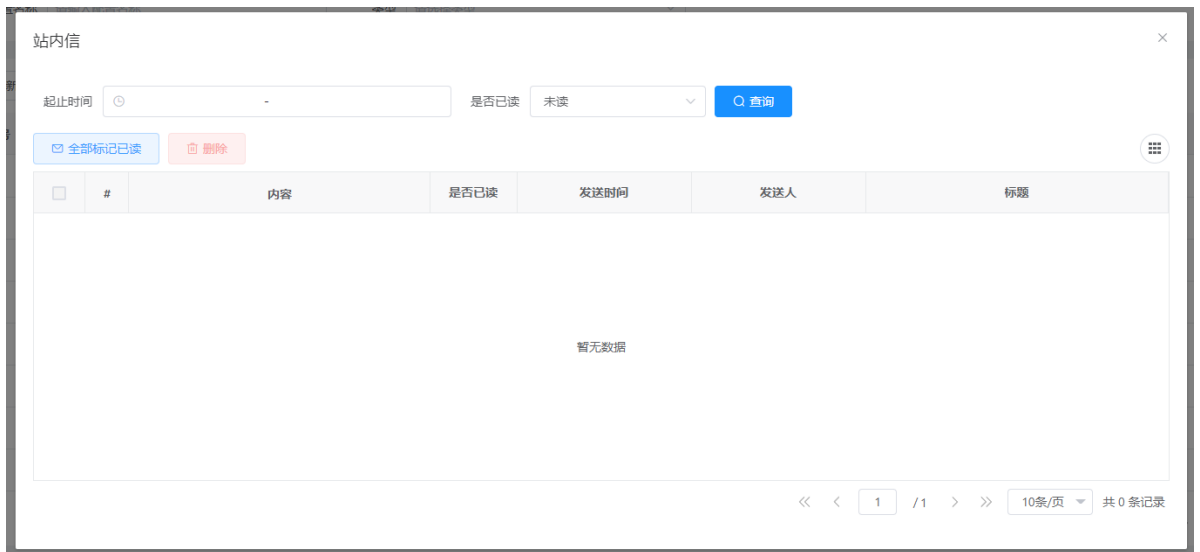 站内信
起止时间 - 是否已读 未读 查询
全部标记已读 删除
# 内容 是否已读 发送时间 发送人 标题
暂无数据
1 /1 10条/页 共 0 条记录